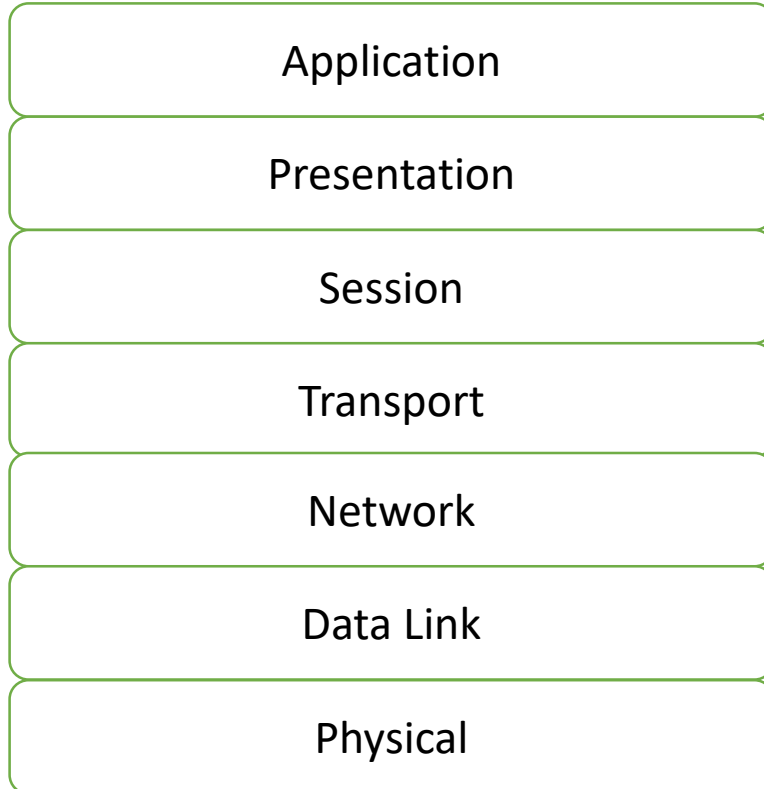 Application
Presentation
Session
Transport
Network
Data Link
Physical